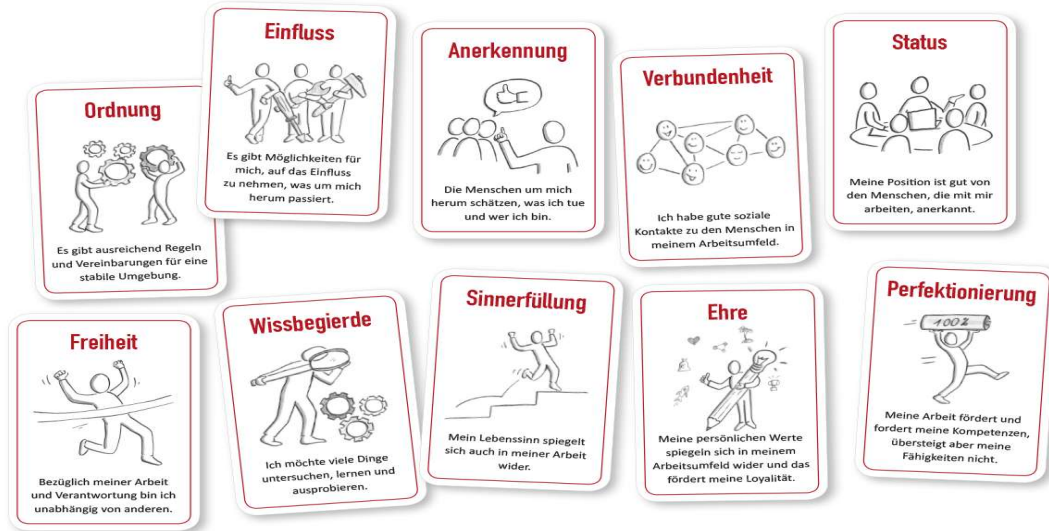 Ordnung
Es gibt ausreichend Regeln
und Vereinbarungen für eine
stabile Umgebung.
Einfluss
Es gibt Möglichkeiten für
mich, auf das Einfluss
zu nehmen, was um mich
herum passiert.
Anerkennung
Die Menschen um mich
herum schätzen, was ich tue
und wer ich bin.
Verbundenheit
Ich habe gute soziale
Kontakte zu den Menschen in
meinem Arbeitsumfeld.
Status
Meine Position ist gut von
den Menschen, die mit mir
arbeiten, anerkannt.
Freiheit
Bezüglich meiner Arbeit
und Verantwortung bin ich
unabhängig von anderen.
Wissbegierde
Ich möchte viele Dinge
untersuchen, lernen und
ausprobieren.
Sinnerfüllung
Mein Lebenssinn spiegelt
sich auch in meiner Arbeit
wider.
Ehre
Meine persönlichen Werte
spiegeln sich in meinem
Arbeitsumfeld wider und das
fördert meine Loyalität.
Perfektionierung
100%
Meine Arbeit fördert und
fordert meine Kompetenzen,
übersteigt aber meine
Fähigkeiten nicht.